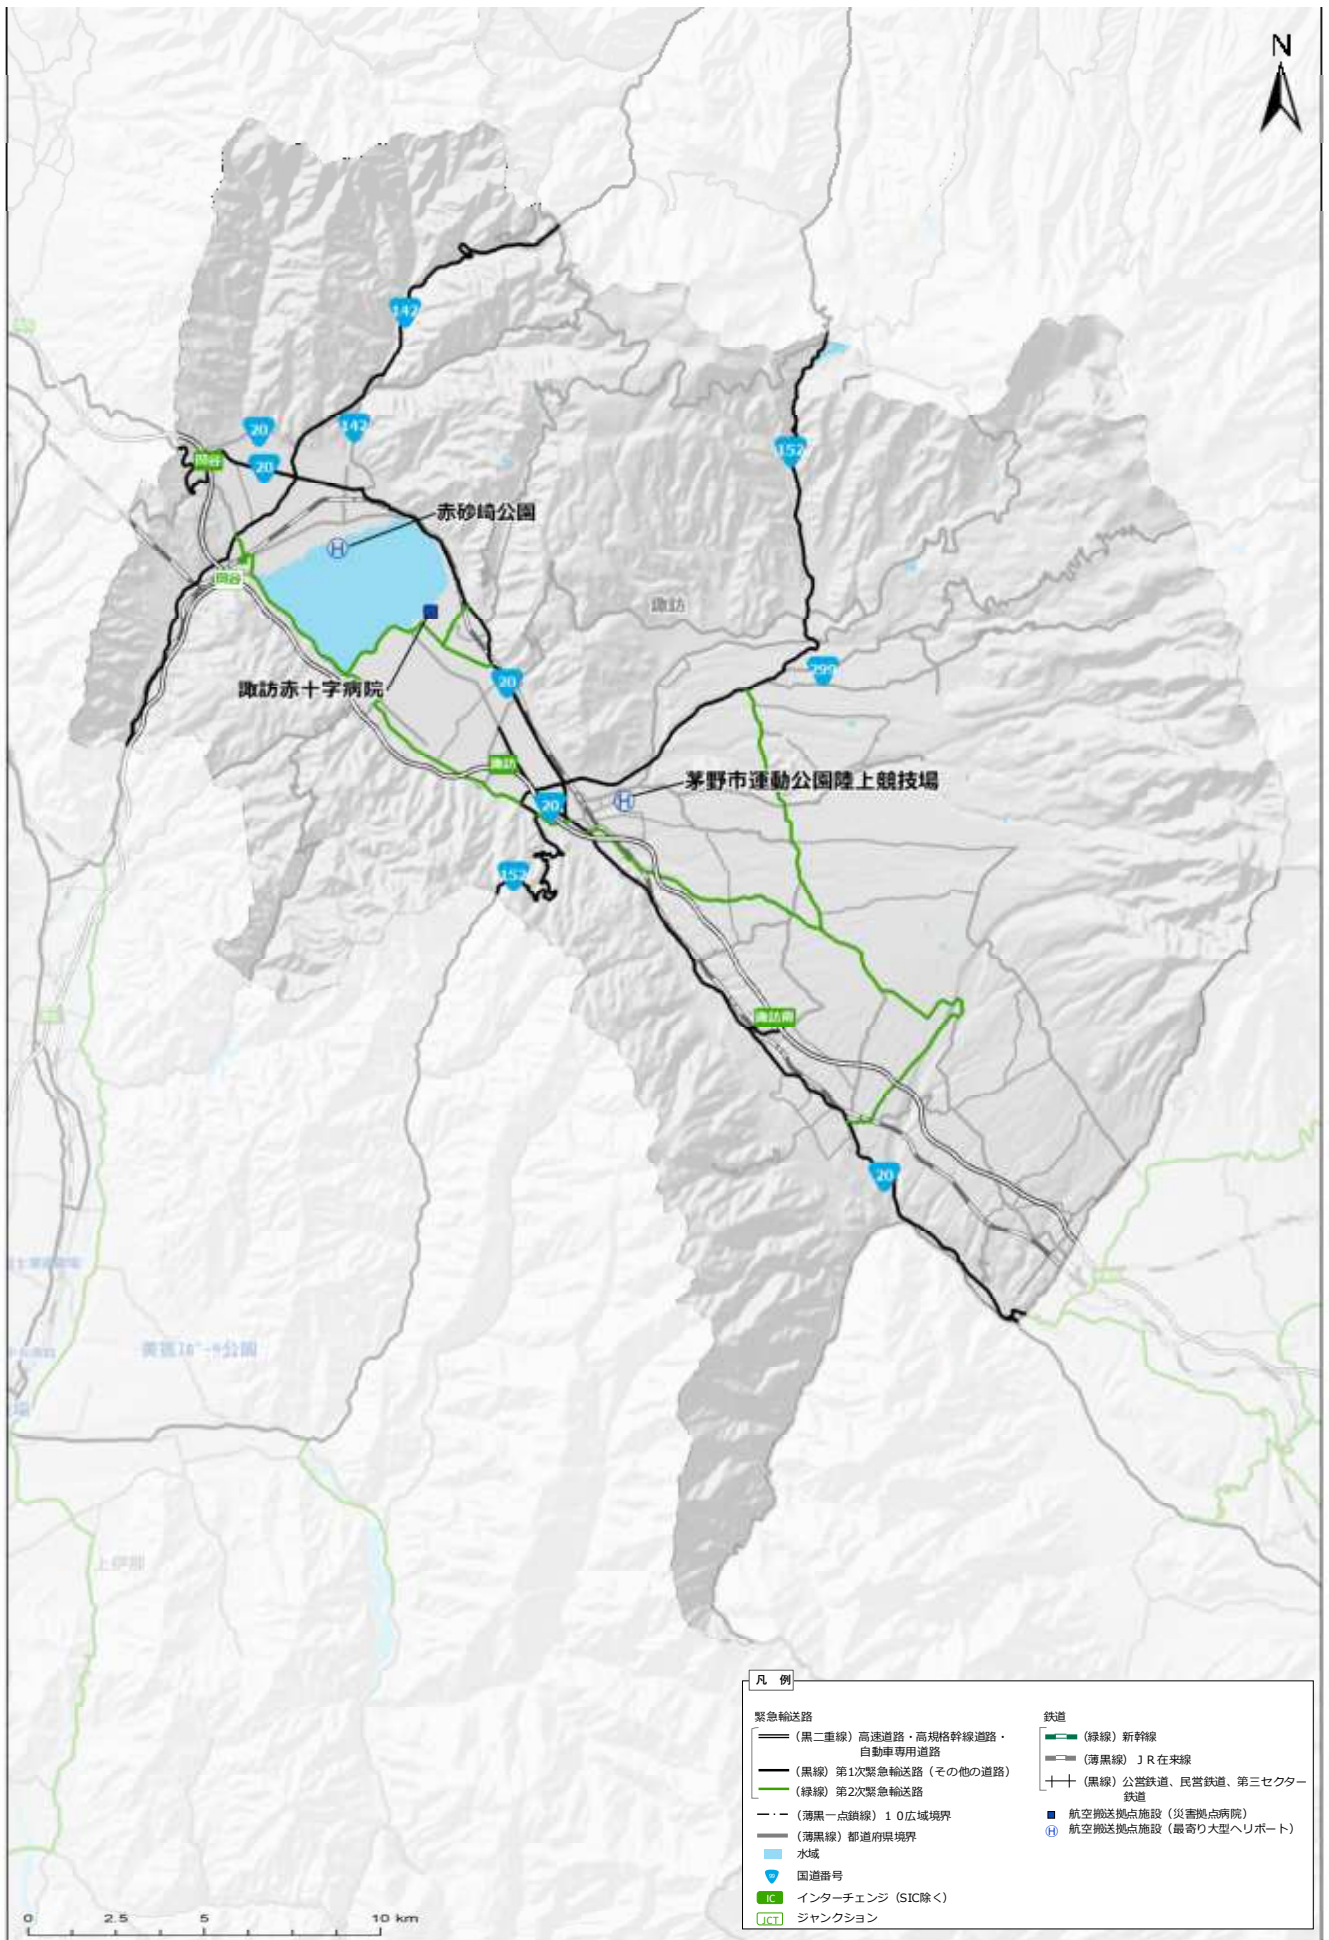 N
142
20
142
20
岡谷
152
赤砂崎公園
岡谷
諏訪
299
20
諏訪赤十字病院
諏訪
茅野市運動公園陸上競技場
20
152
諏訪南
20
上伊那
凡 例
緊急輸送路
(黒二重線) 高速道路・高規格幹線道路・
自動車専用道路
(黒線) 第1次緊急輸送路 (その他の道路)
(緑線) 第2次緊急輸送路
(薄黒一点鎖線) 10広域境界
(薄黒線) 都道府県境界
水域
国道番号
IC インターチェンジ (SIC除く)
JCT ジャンクション
鉄道
(緑線) 新幹線
(薄黒線) JR在来線
(黒線) 公営鉄道、民営鉄道、第三セクター
鉄道
航空搬送拠点施設 (災害拠点病院)
H 航空搬送拠点施設 (最寄り大型ヘリポート)
0 2.5 5 10 km